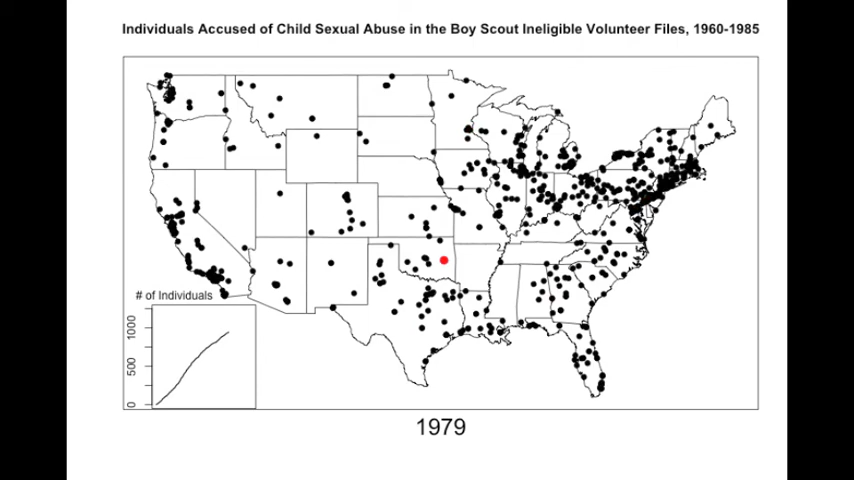 Individuals Accused of Child Sexual Abuse in the Boy Scout Ineligible Volunteer Files, 1960-1985
# of Individuals
1000
500
0
1979